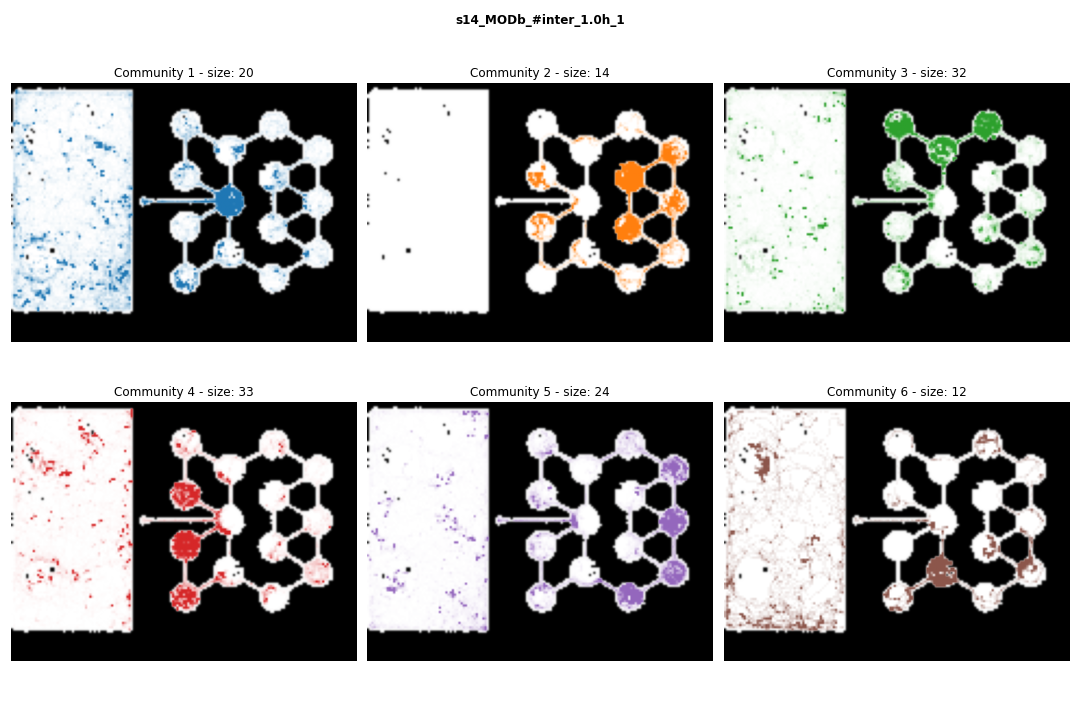 s14_MODb_#inter_1.0h_1
Community 1 - size: 20
Community 2 - size: 14
Community 3 - size: 32
Community 4 - size: 33
Community 5 - size: 24
Community 6 - size: 12